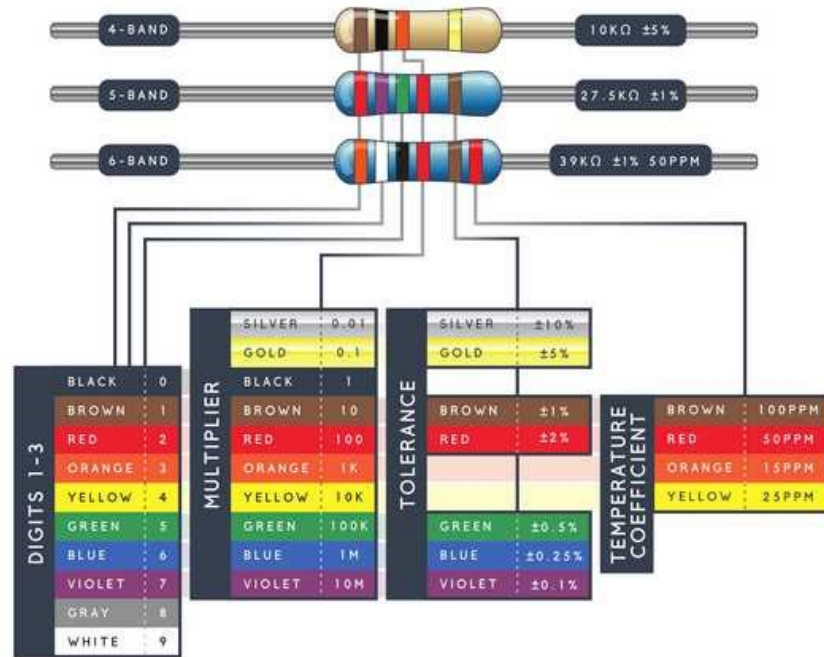 4-BAND 10KΩ ±5%
5-BAND 27.5KΩ ±1%
6-BAND 39KΩ ±1% 50PPM
DIGITS 1-3
BLACK 0
BROWN 1
RED 2
ORANGE 3
YELLOW 4
GREEN 5
BLUE 6
VIOLET 7
GRAY 8
WHITE 9
MULTIPLIER
SILVER 0.01
GOLD 0.1
BLACK 1
BROWN 10
RED 100
ORANGE 1K
YELLOW 10K
GREEN 100K
BLUE 1M
VIOLET 10M
TOLERANCE
SILVER ±10%
GOLD ±5%
BROWN ±1%
RED ±2%
GREEN ±0.5%
BLUE ±0.25%
VIOLET ±0.1%
TEMPERATURE
COEFFICIENT
BROWN 100PPM
RED 50PPM
ORANGE 15PPM
YELLOW 25PPM